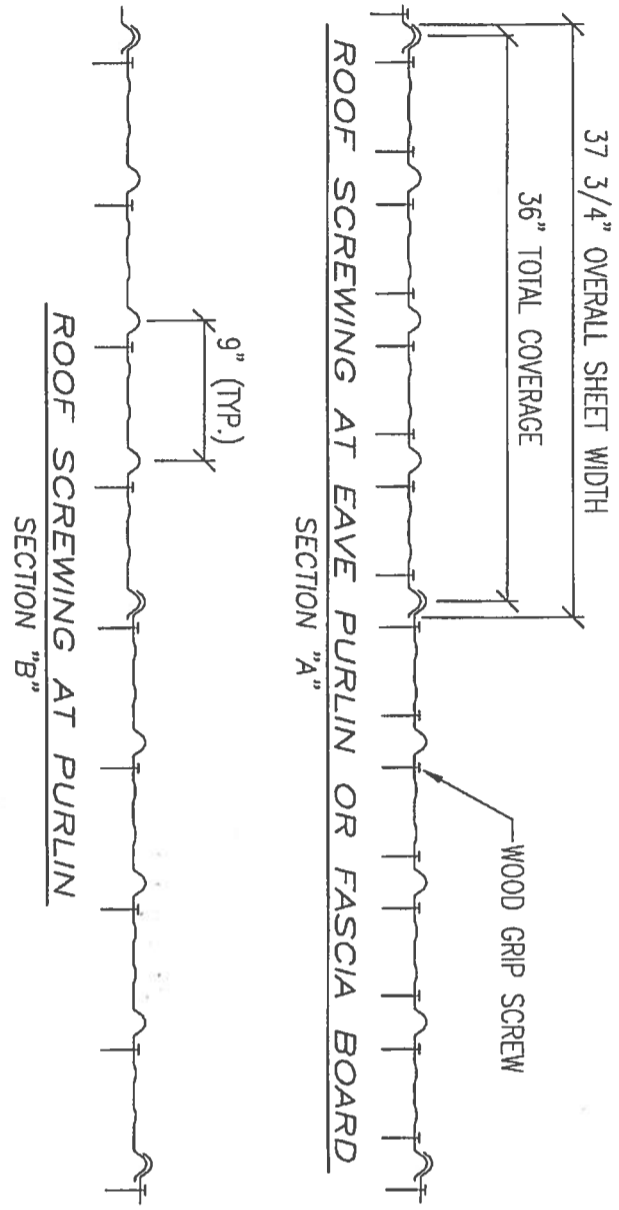 37 3/4" OVERALL SHEET WIDTH
36" TOTAL COVERAGE
WOOD GRIP SCREW
ROOF SCREWING AT EAVE PURLIN OR FASCIA BOARD
SECTION "A"
9" (TYP.)
ROOF SCREWING AT PURLIN
SECTION "B"